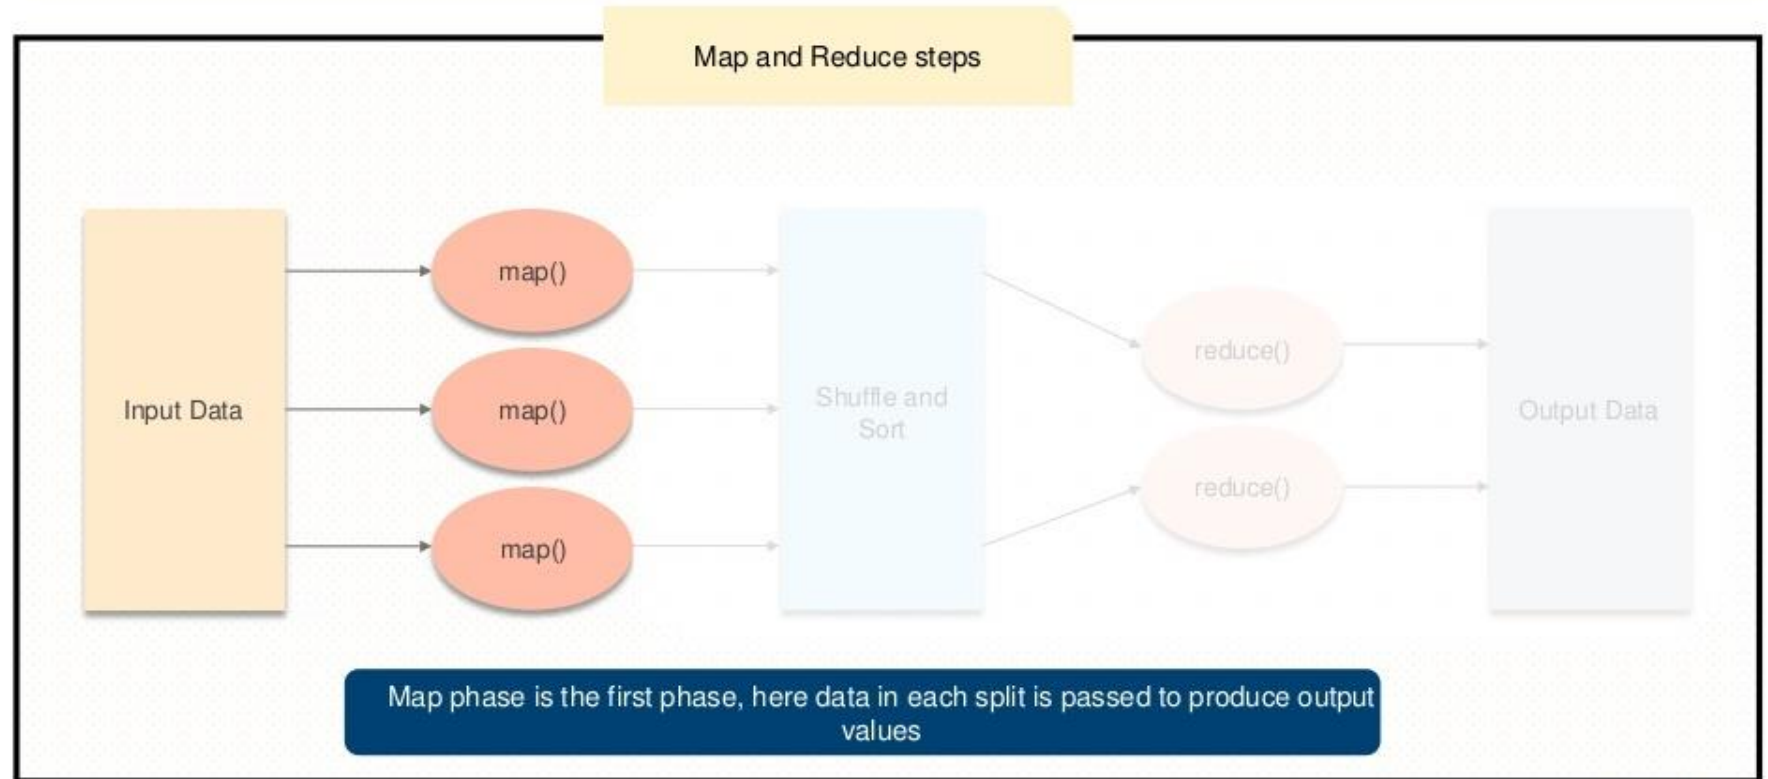 Map and Reduce steps
map()
Input Data
map()
map()
Shuffle and
Sort
reduce()
reduce()
Output Data
Map phase is the first phase, here data in each split is passed to produce output
values